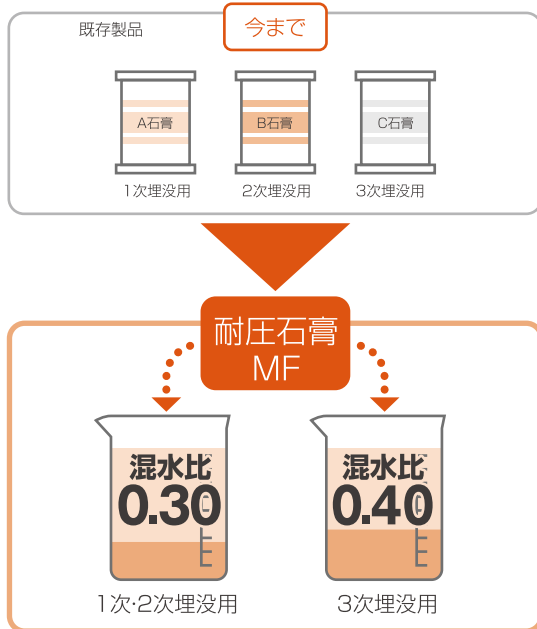 既存製品
今まで
A石膏
B石膏
C石膏
1次埋没用
2次埋没用
3次埋没用
耐圧石膏
MF
混水比
0.30
混水比
0.40
1次·2次埋没用
3次埋没用